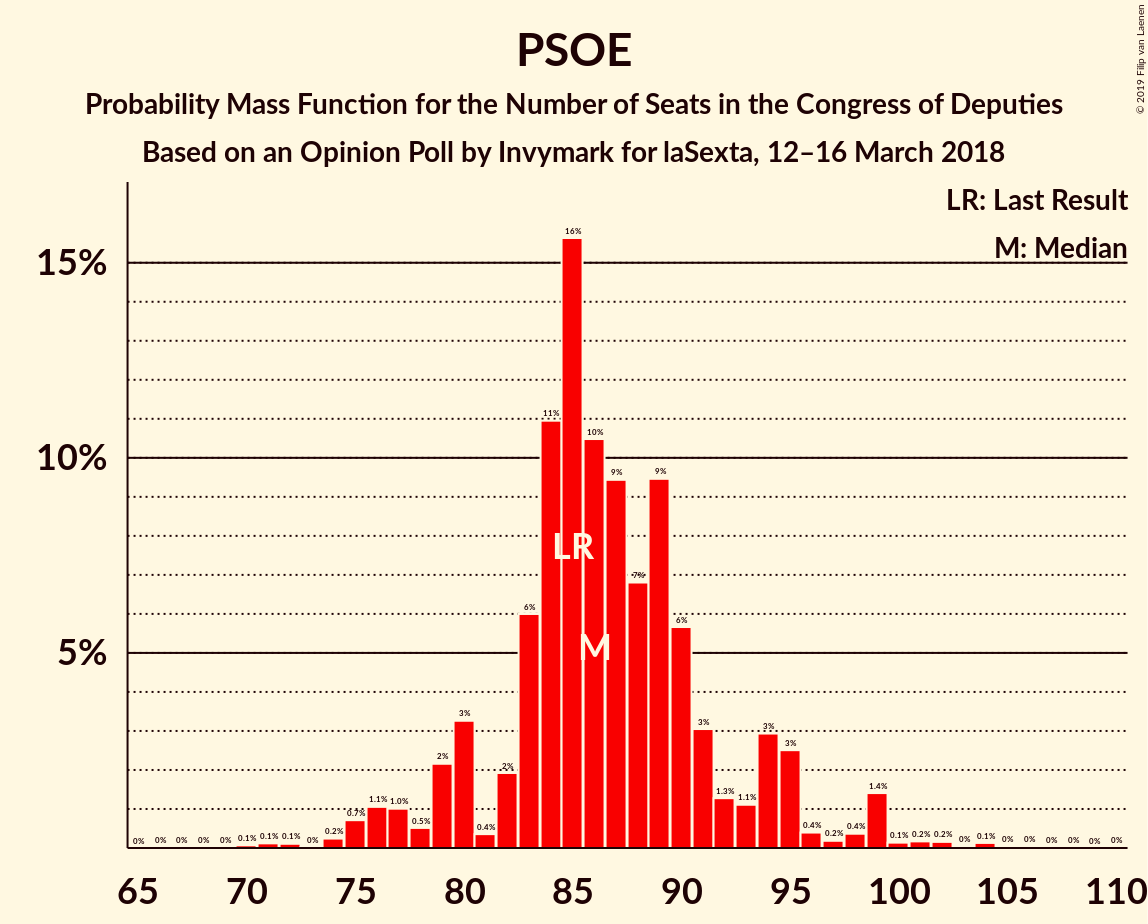 PSOE
Probability Mass Function for the Number of Seats in the Congress of Deputies
Based on an Opinion Poll by Invymark for laSexta, 12–16 March 2018
© 2019 Filip van Laenen
LR: Last Result
M: Median
15%
10%
5%
0% 0% 0% 0% 0% 0.1% 0.1% 0.1% 0% 0.2% 0.7% 1.1% 1.0% 0.5% 2% 3% 0.4% 2% 6% 11% 16% 10% 9% 7% 9% 6% 3% 1.3% 1.1% 3% 3% 0.4% 0.2% 0.4% 1.4% 0.1% 0.2% 0.2% 0% 0.1% 0% 0% 0% 0% 0% 0%
LR
M
65 70 75 80 85 90 95 100 105 110